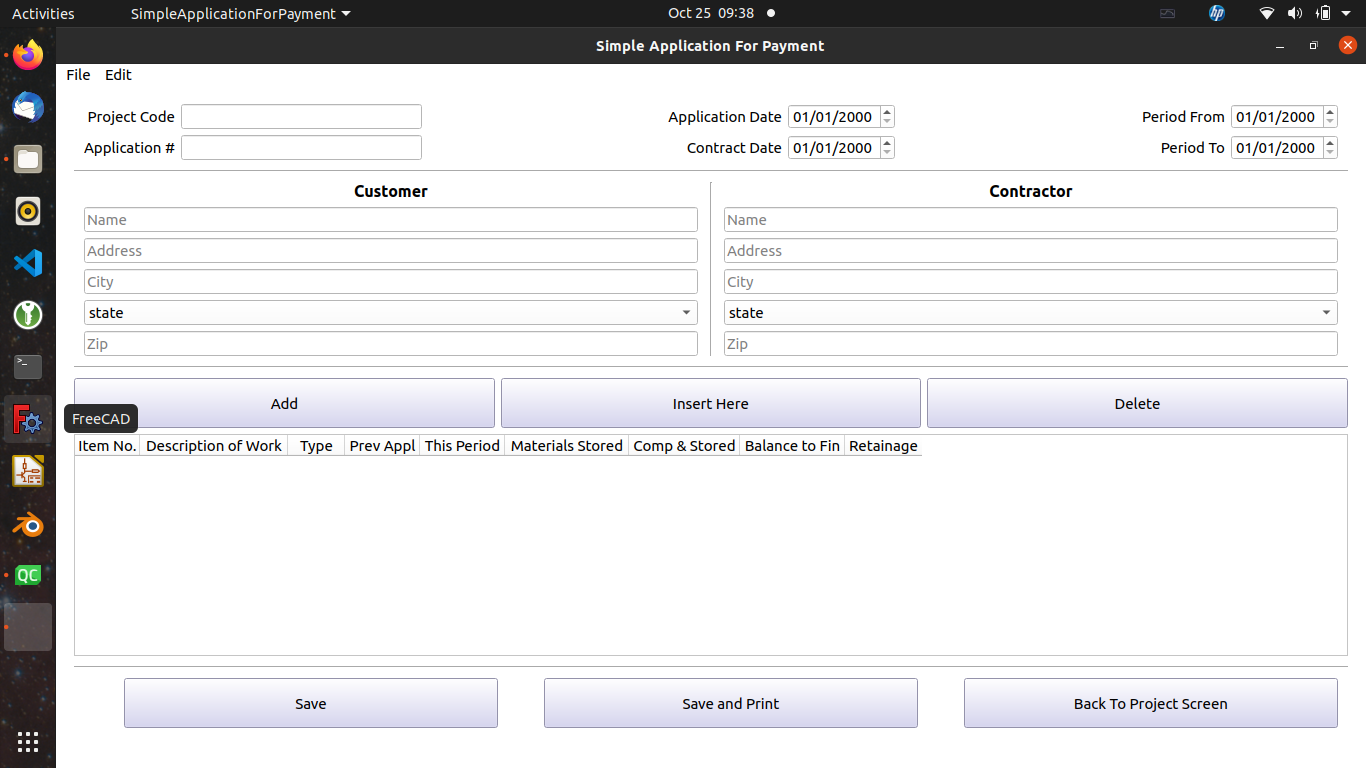 Activities SimpleApplicationForPayment Oct 25 09:38 hp
Simple Application For Payment
File Edit
Project Code Application Date 01/01/2000 Period From 01/01/2000
Application # Contract Date 01/01/2000 Period To 01/01/2000
Customer Contractor
Name Name
Address Address
City City
state state
Zip Zip
Add Insert Here Delete
FreeCAD
Item No. Description of Work Type Prev Appl This Period Materials Stored Comp & Stored Balance to Fin Retainage
QC
Save Save and Print Back To Project Screen